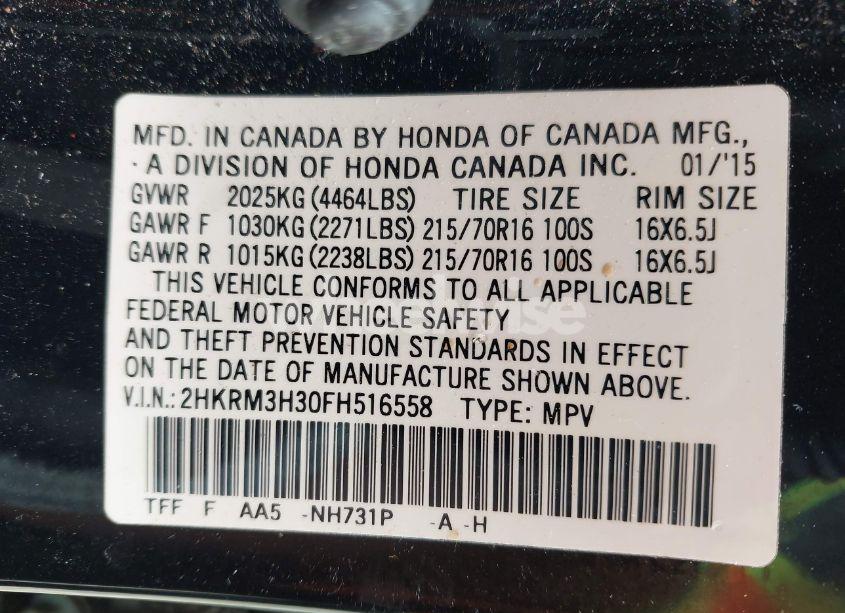 MFD. IN CANADA BY HONDA OF CANADA MFG.,
A DIVISION OF HONDA CANADA INC. 01/'15
GVWR 2025KG (4464LBS) TIRE SIZE RIM SIZE
GAWR F 1030KG (2271LBS) 215/70R16 100S 16X6.5J
GAWR R 1015KG (2238LBS) 215/70R16 100S 16X6.5J
THIS VEHICLE CONFORMS TO ALL APPLICABLE
FEDERAL MOTOR VEHICLE SAFETY
AND THEFT PREVENTION STANDARDS IN EFFECT
ON THE DATE OF MANUFACTURE SHOWN ABOVE.
V.I.N.: 2HKRM3H30FH516558 TYPE: MPV
TFF F AA5 -NH731P -A -H